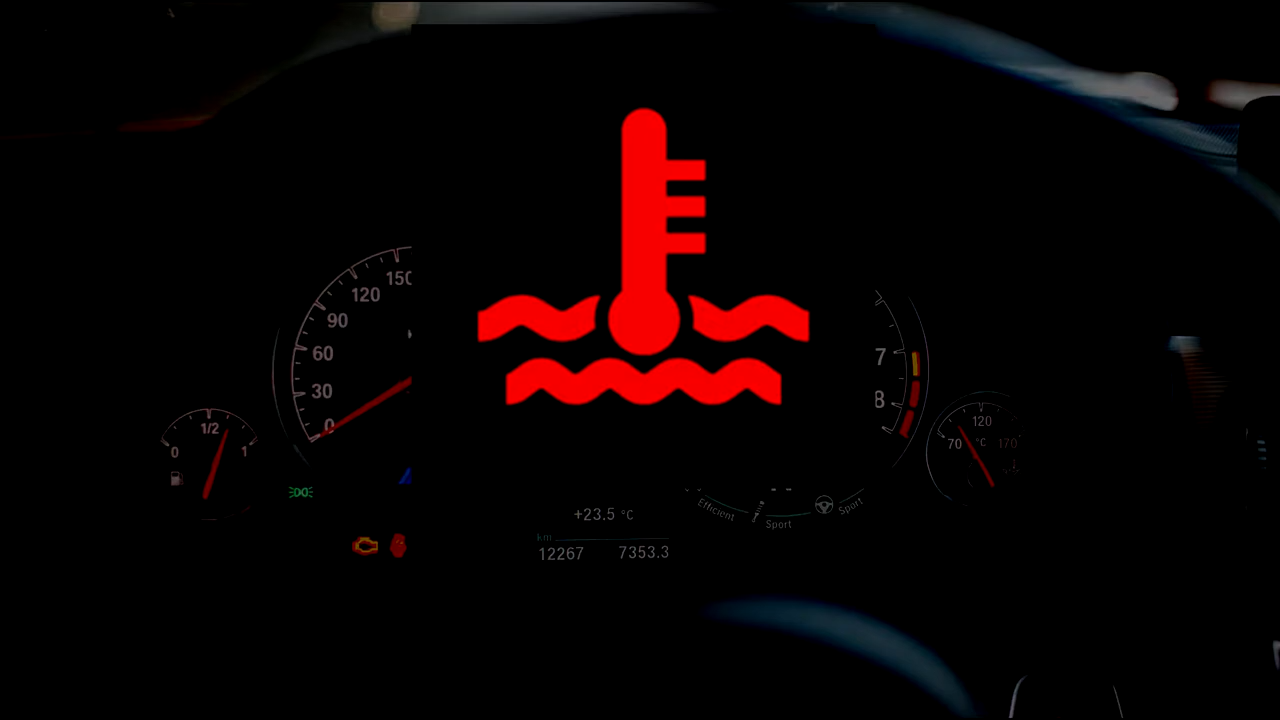 150
120
90
60
30
0
0 1/2 1
7
8
70 120 170
°C
+23.5 °C
km
12267 7353.3
Efficient
Sport
Sport